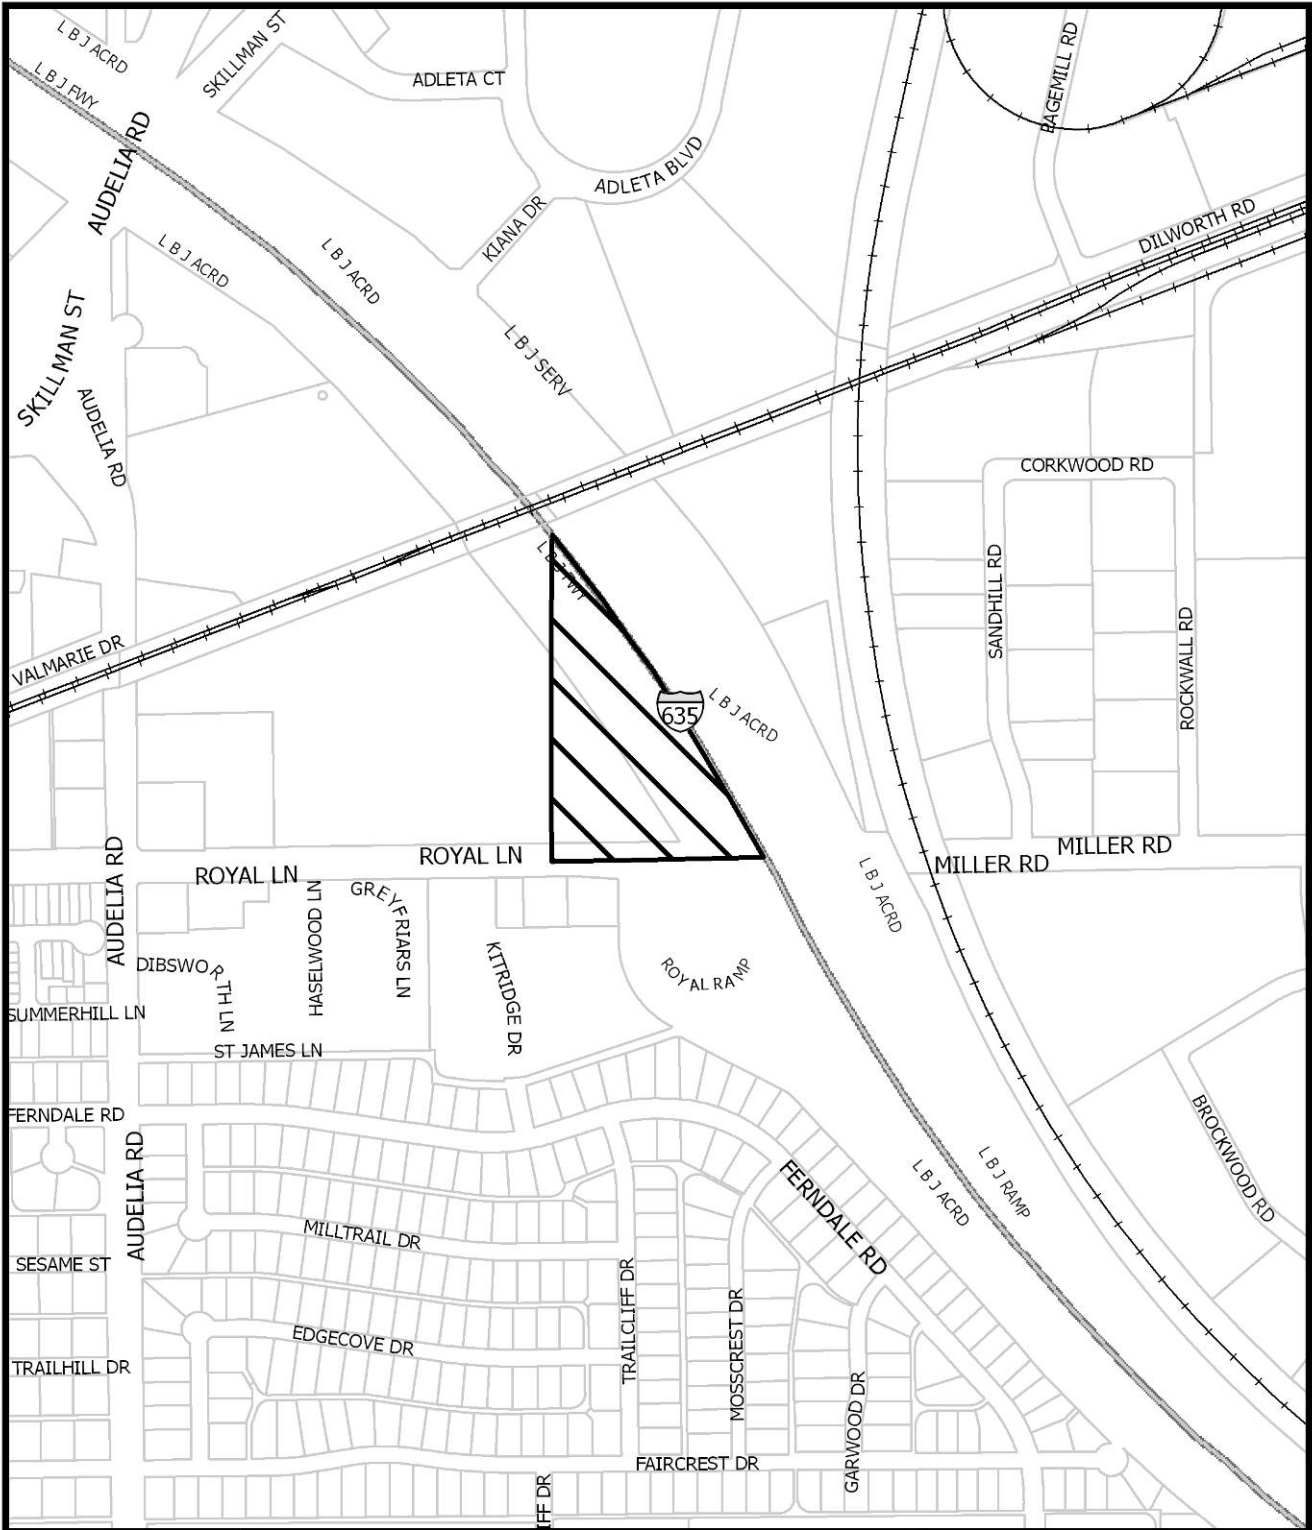 L B J ACRD
SKILLMAN ST
L B J FWY
ADLETA CT
PAGEMILL RD
AUDELIA RD
ADLETA BLVD
KIANA DR
DILWORTH RD
L B J ACRD
L B J ACRD
SKILLMAN ST
L B J SERV
AUDELIA RD
CORKWOOD RD
L B J FWY
SANDHILL RD
ROCKWALL RD
VALMARIE DR
635
L B J ACRD
ROYAL LN
ROYAL LN
MILLER RD
MILLER RD
AUDELIA RD
L B J ACRD
HASELWOOD LN
GREYFRIARS LN
KITRIDGE DR
DIBSWORTH LN
ROYAL RAMP
SUMMERHILL LN
ST JAMES LN
FERNDALE RD
BROCKWOOD RD
AUDELIA RD
FERNDALE RD
L B J RAMP
L B J ACRD
MILLTRAIL DR
SESAME ST
TRAILCLIFF DR
MOSSCREST DR
EDGECOVE DR
TRAILHILL DR
GARWOOD DR
FAIRCREST DR
IFF DR